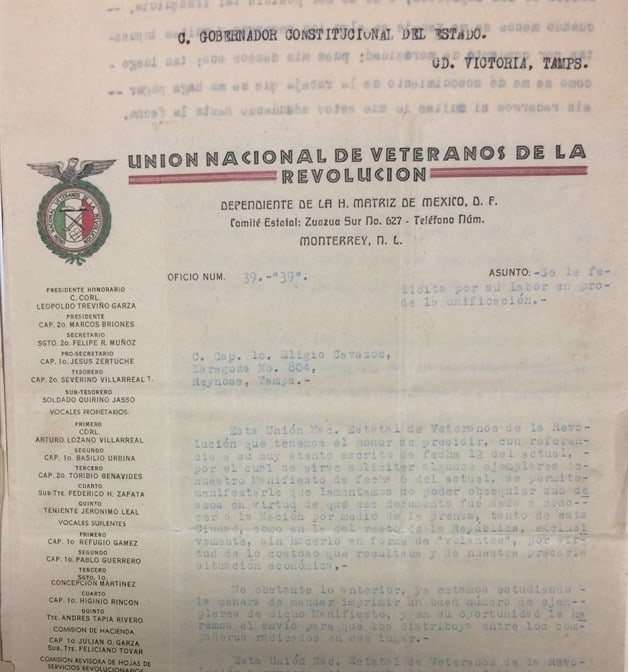 C. GOBERNADOR CONSTITUCIONAL DEL ESTADO.
CD. VICTORIA, TAMPS.
UNION NACIONAL DE VETERANOS DE LA
REVOLUCION
DEPENDIENTE DE LA H. MATRIZ DE MEXICO, D. F.
Comité Estatal: Zuazua Sur No. 627 - Teléfono Núm.
MONTERREY, N. L.
OFICIO NUM. 39.-"39".
ASUNTO: -Se le fe-
licita por su labor en pro-
de la unificación.-
PRESIDENTE HONORARIO
C. CORL.
LEOPOLDO TREVIÑO GARZA
PRESIDENTE
CAP. 2o. MARCOS BRIONES
SECRETARIO
SGTO. 2o. FELIPE R. MUÑOZ
PRO-SECRETARIO
CAP. 1o. JESUS ZERTUCHE
TESORERO
CAP. 2o. SEVERINO VILLARREAL T.
SUB-TESORERO
SOLDADO QUIRINO JASSO
VOCALES PROPIETARIOS:
PRIMERO
CORL.
ARTURO LOZANO VILLARREAL
SEGUNDO
CAP. 1o. BASILIO URBINA
TERCERO
CAP. 2o. TORIBIO BENAVIDES
CUARTO
SUB-TTE. FEDERICO H. ZAPATA
QUINTO
TENIENTE JERONIMO LEAL
VOCALES SUPLENTES
PRIMERO
CAP. 1o. REFUGIO GAMEZ
SEGUNDO
CAP. 1o. PABLO GUERRERO
TERCERO
SGTO. 1o.
CONCEPCION MARTINEZ
CUARTO
CAP. 1o. HIGINIO RINCON
QUINTO
TTE. ANDRES TAPIA RIVERO
COMISION DE HACIENDA
CAP. 1o. JULIAN O. GARZA
SUB-TTE. FELICIANO TOVAR
COMISION REVISORA DE HOJAS DE
SERVICIOS REVOLUCIONARIOS
C. Cap. 1o. Eligio Cavazos,
Zaragoza No. 804,
Reynosa, Tamps.-
Esta Unión Nac. Estatal de Veteranos de la Revo-
lución que tenemos el honor de presidir, con referen-
cia a su muy atento escrito de fecha 12 del actual, -
por el cual se sirve solicitar algunos ejemplares de-
nuestro Manifiesto de fecha 6 del actual, se permite-
manifestarle que lamentamos no poder obsequiar sus de
seos en virtud de que ese documento fué dado a cono-
cer a la Nación por medio de la prensa, tanto de esta
Ciudad, como en la del resto de la República, exclusi
vamente, sin hacerlo en forma de "volantes", por vir-
tud de lo costoso que resultaba y de nuestra precaria
situación económica,-
No obstante lo anterior, ya estamos estudiando -
la manera de mandar imprimir un buen número de ejem--
plares de dicho Manifiesto, y en su oportunidad le ha
remos el envío para que los distribuya entre los com-
pañeros radicados en ese lugar.-
Esta Unión Nac. Estatal de Veteranos de la